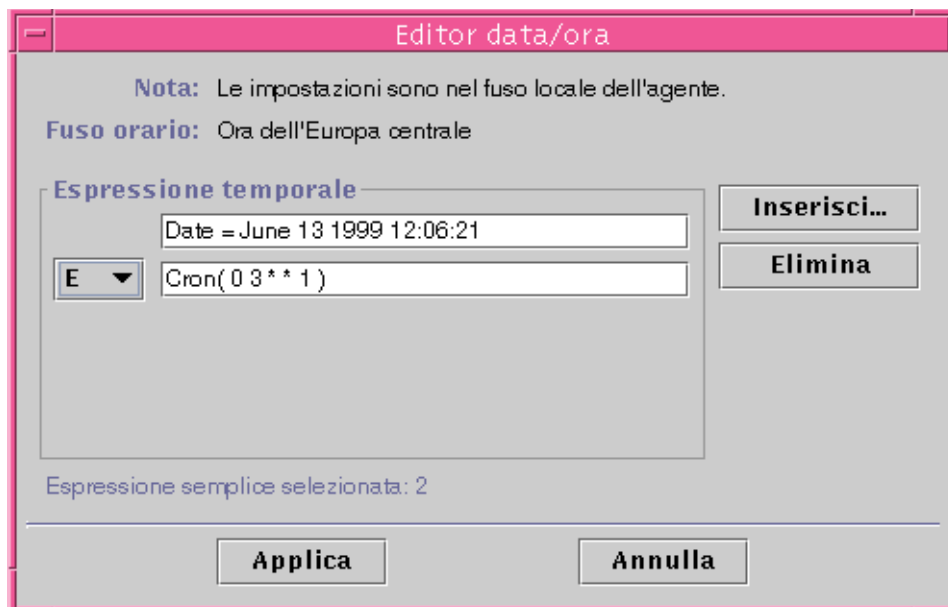 Editor data/ora
Nota: Le impostazioni sono nel fuso locale dell'agente.
Fuso orario: Ora dell'Europa centrale
Espressione temporale
Date = June 13 1999 12:06:21
E Cron( 0 3 * * 1 )
Inserisci...
Elimina
Espressione semplice selezionata: 2
Applica Annulla